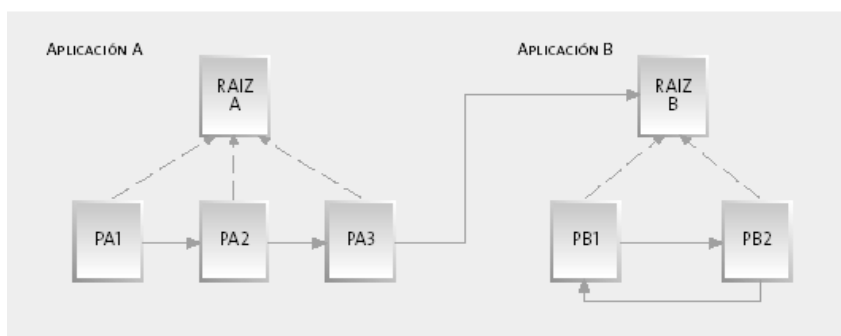 APLICACIÓN A
APLICACIÓN B
RAIZ
A
RAIZ
B
PA1
PA2
PA3
PB1
PB2